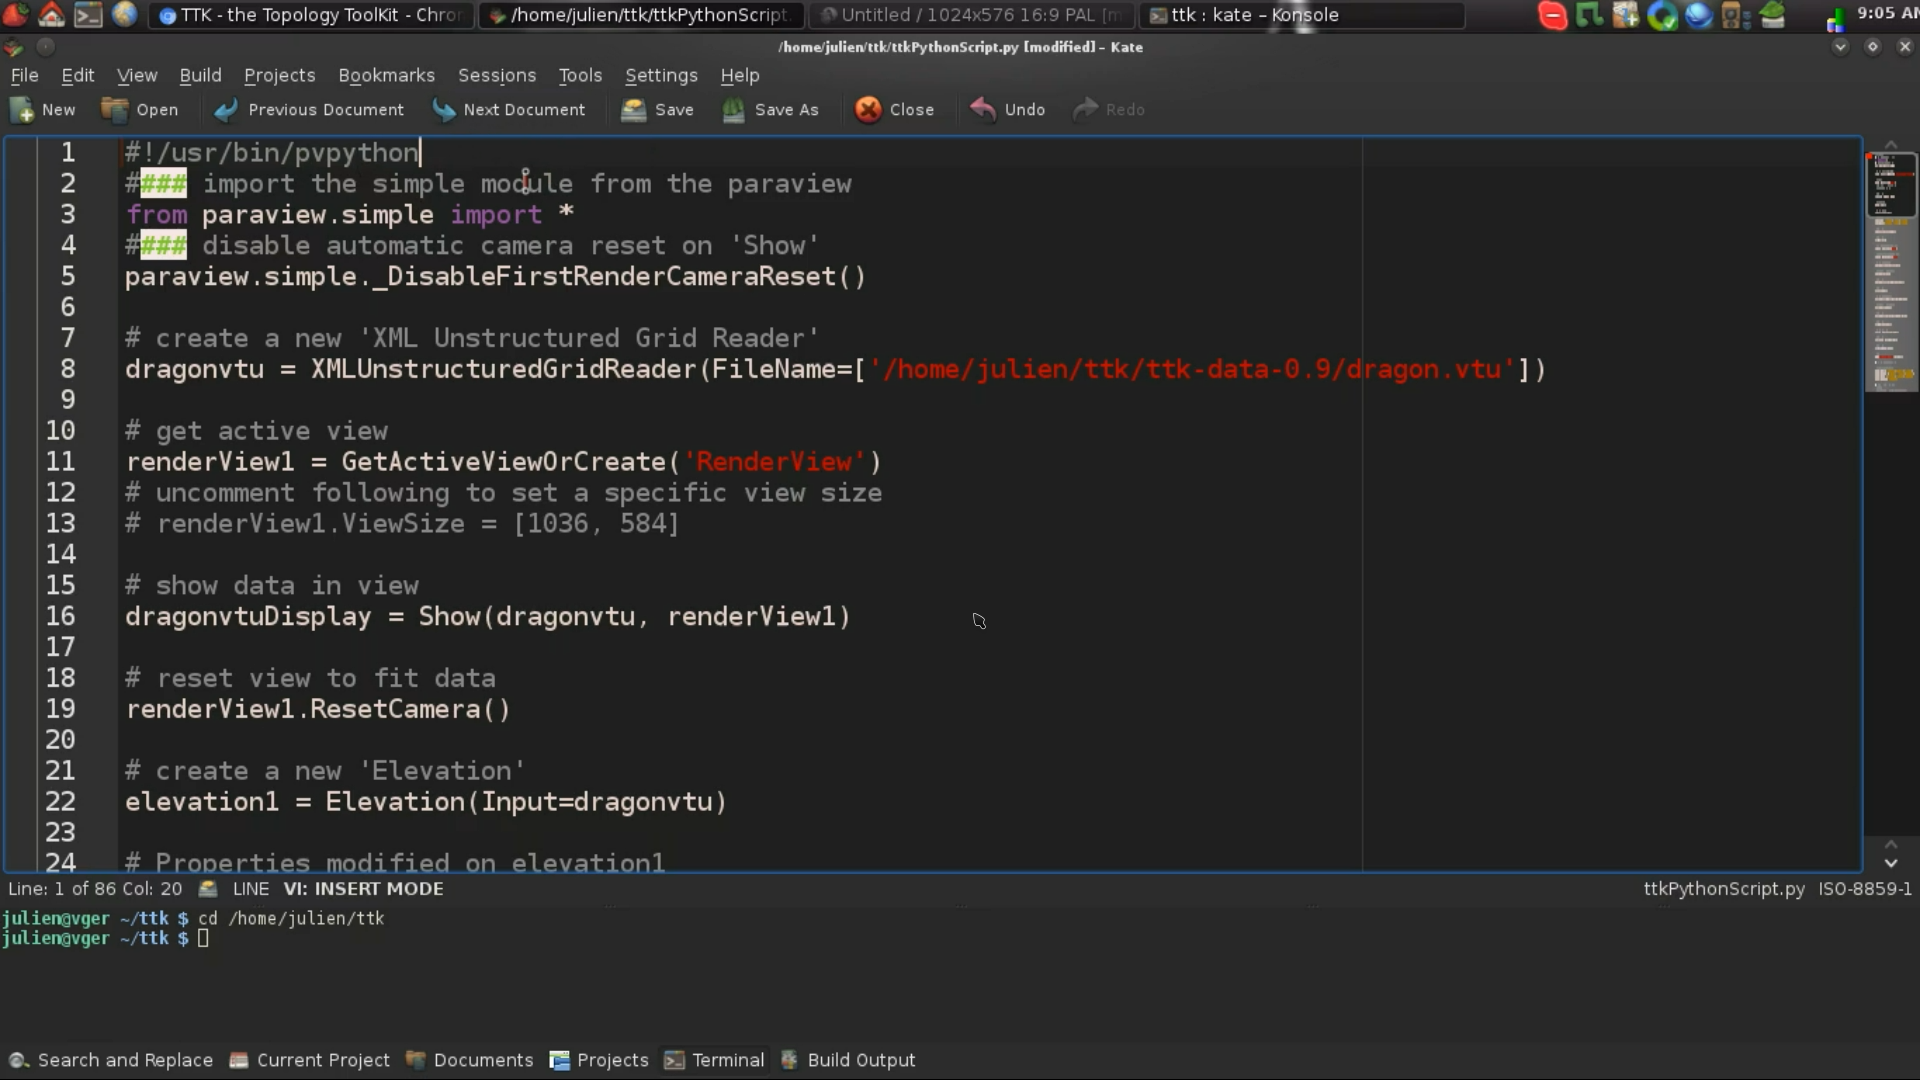 TTK - the Topology ToolKit - Chro
/home/julien/ttk/ttkPythonScript.
Untitled / 1024x576 16:9 PAL [m
ttk : kate – Konsole
9:05 AM
/home/julien/ttk/ttkPythonScript.py [modified] – Kate
File Edit View Build Projects Bookmarks Sessions Tools Settings Help
New Open Previous Document Next Document Save Save As Close Undo Redo
1 #!/usr/bin/pvpython
2 #### import the simple module from the paraview
3 from paraview.simple import *
4 #### disable automatic camera reset on 'Show'
5 paraview.simple._DisableFirstRenderCameraReset()
6
7 # create a new 'XML Unstructured Grid Reader'
8 dragonvtu = XMLUnstructuredGridReader(FileName=['/home/julien/ttk/ttk-data-0.9/dragon.vtu'])
9
10 # get active view
11 renderView1 = GetActiveViewOrCreate('RenderView')
12 # uncomment following to set a specific view size
13 # renderView1.ViewSize = [1036, 584]
14
15 # show data in view
16 dragonvtuDisplay = Show(dragonvtu, renderView1)
17
18 # reset view to fit data
19 renderView1.ResetCamera()
20
21 # create a new 'Elevation'
22 elevation1 = Elevation(Input=dragonvtu)
23
24 # Properties modified on elevation1
Line: 1 of 86 Col: 20 LINE VI: INSERT MODE ttkPythonScript.py ISO-8859-1
julien@vger ~/ttk $ cd /home/julien/ttk
julien@vger ~/ttk $
Search and Replace Current Project Documents Projects Terminal Build Output